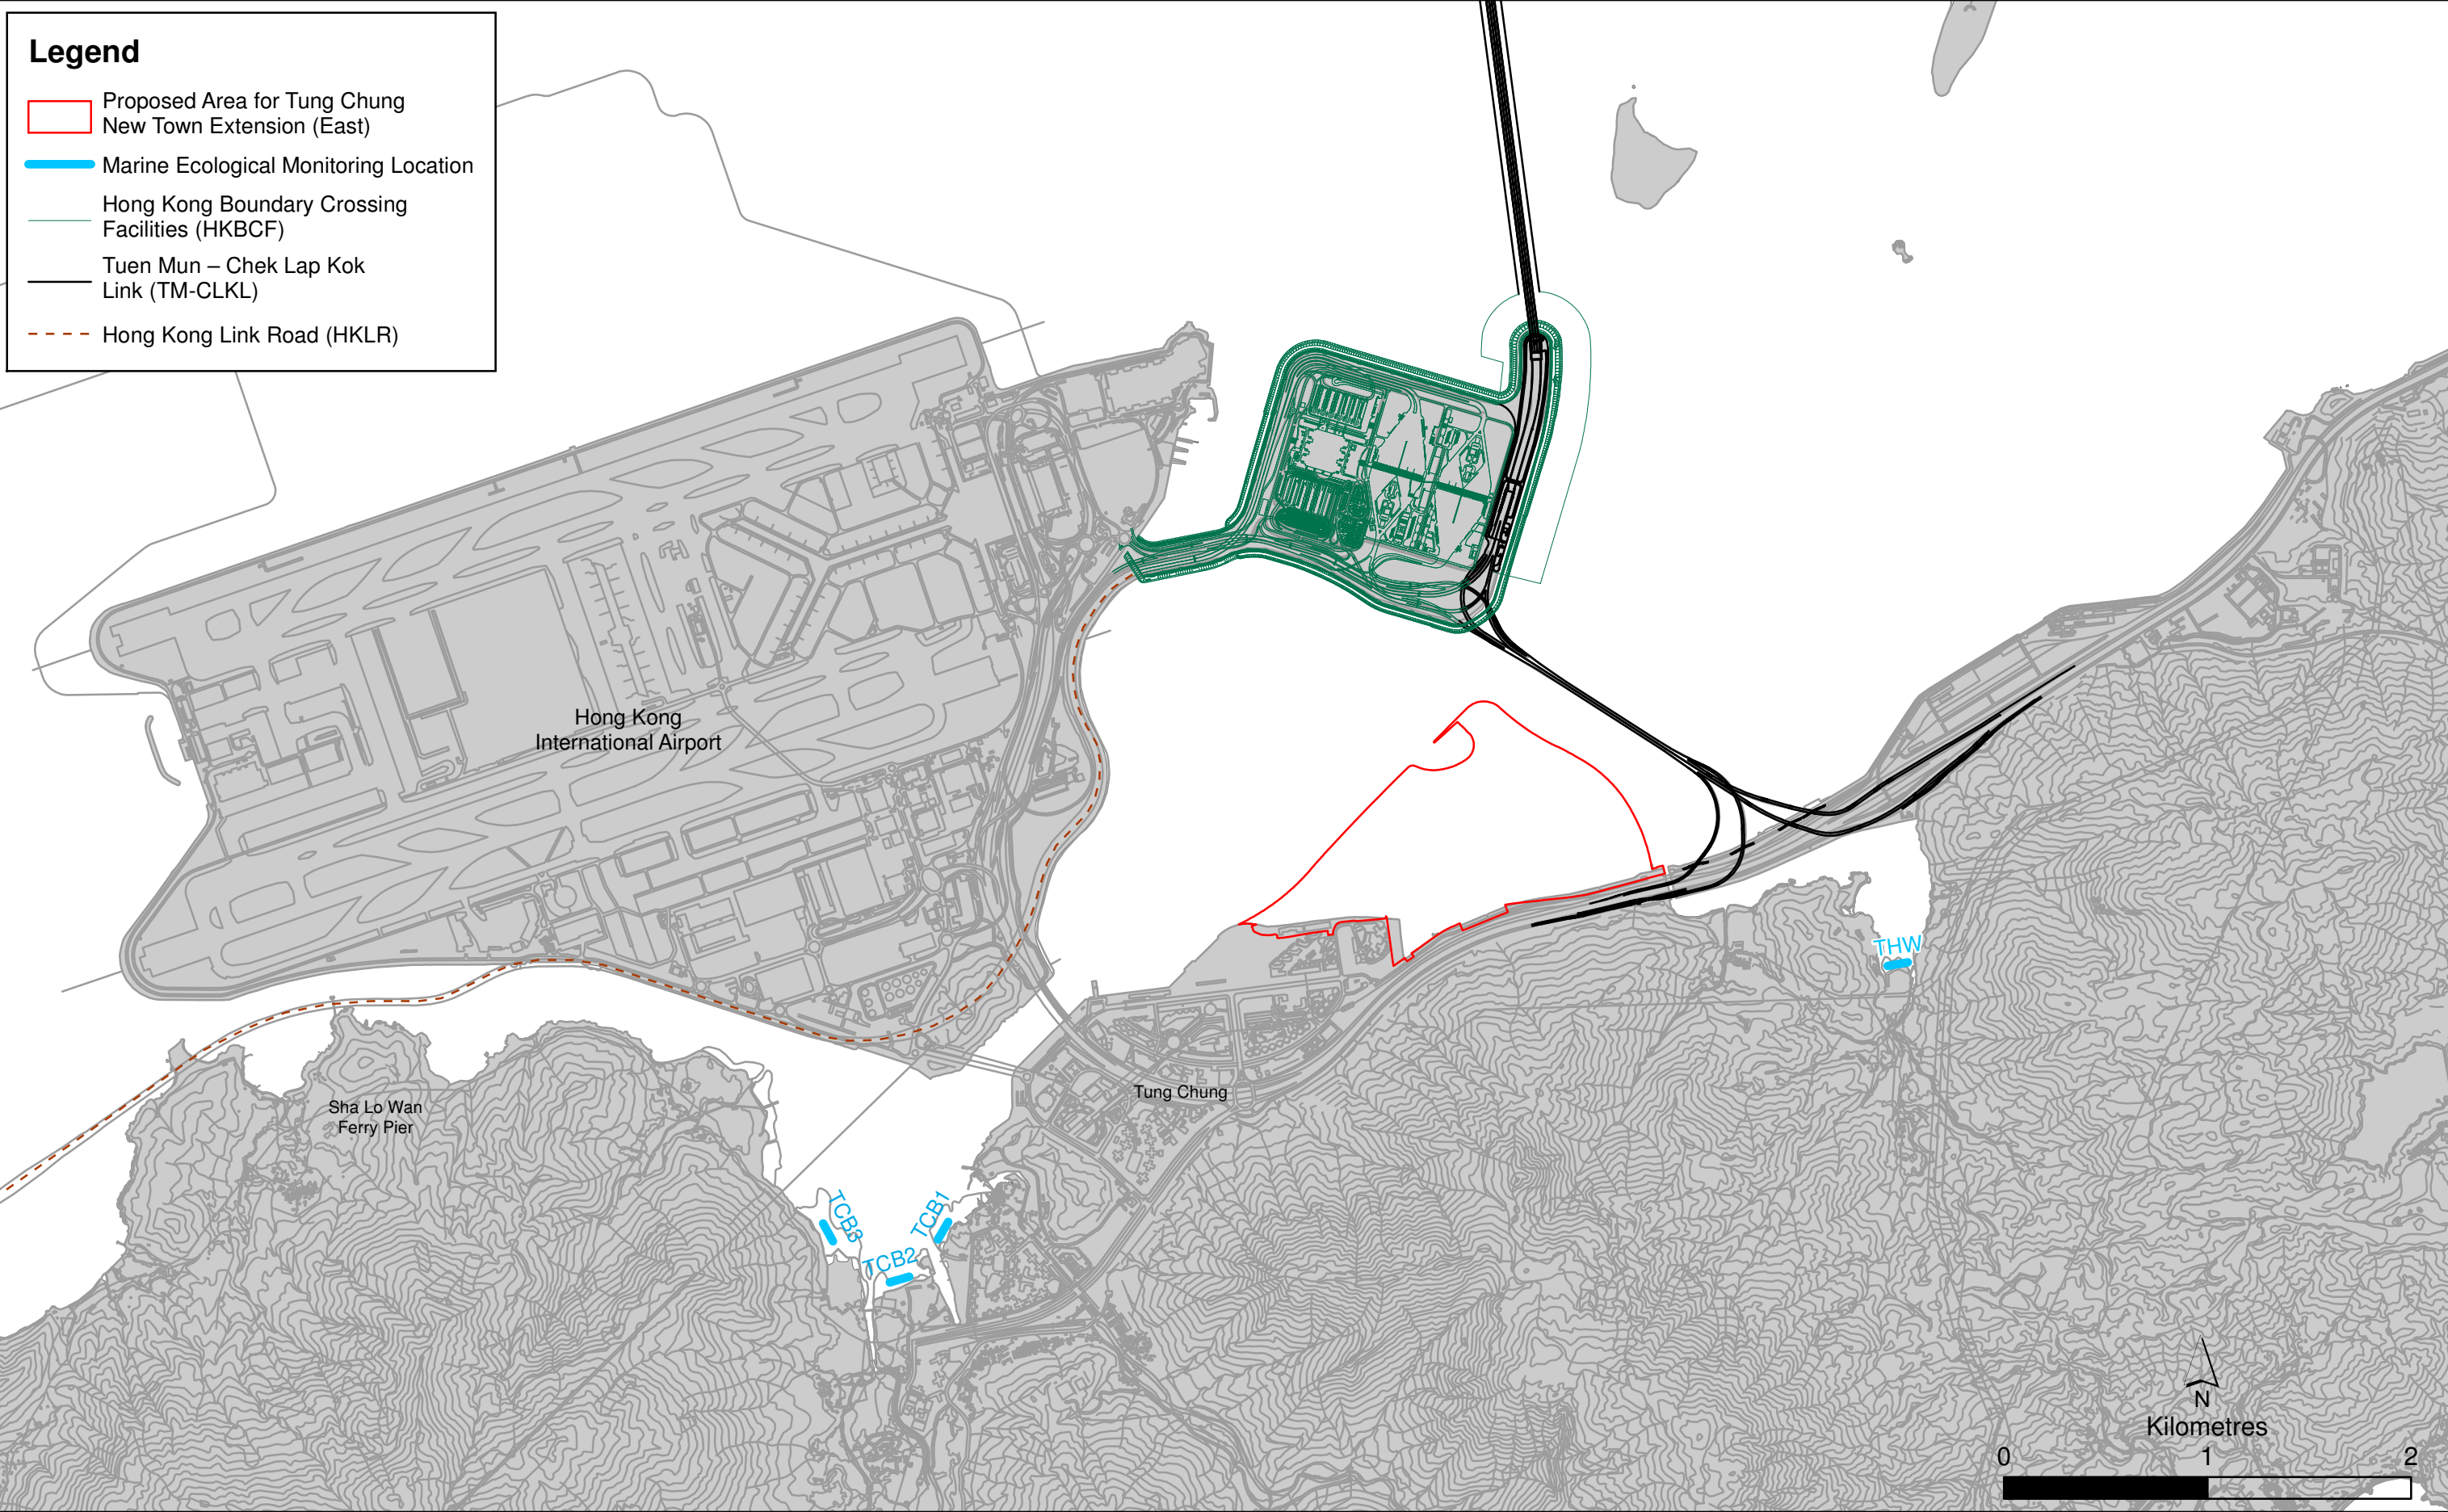 Legend
Proposed Area for Tung Chung
New Town Extension (East)
Marine Ecological Monitoring Location
Hong Kong Boundary Crossing
Facilities (HKBCF)
Tuen Mun – Chek Lap Kok
Link (TM-CLKL)
Hong Kong Link Road (HKLR)
Hong Kong
International Airport
THW
Tung Chung
Sha Lo Wan
Ferry Pier
TCB3
TCB1
TCB2
N
Kilometres
0 1 2